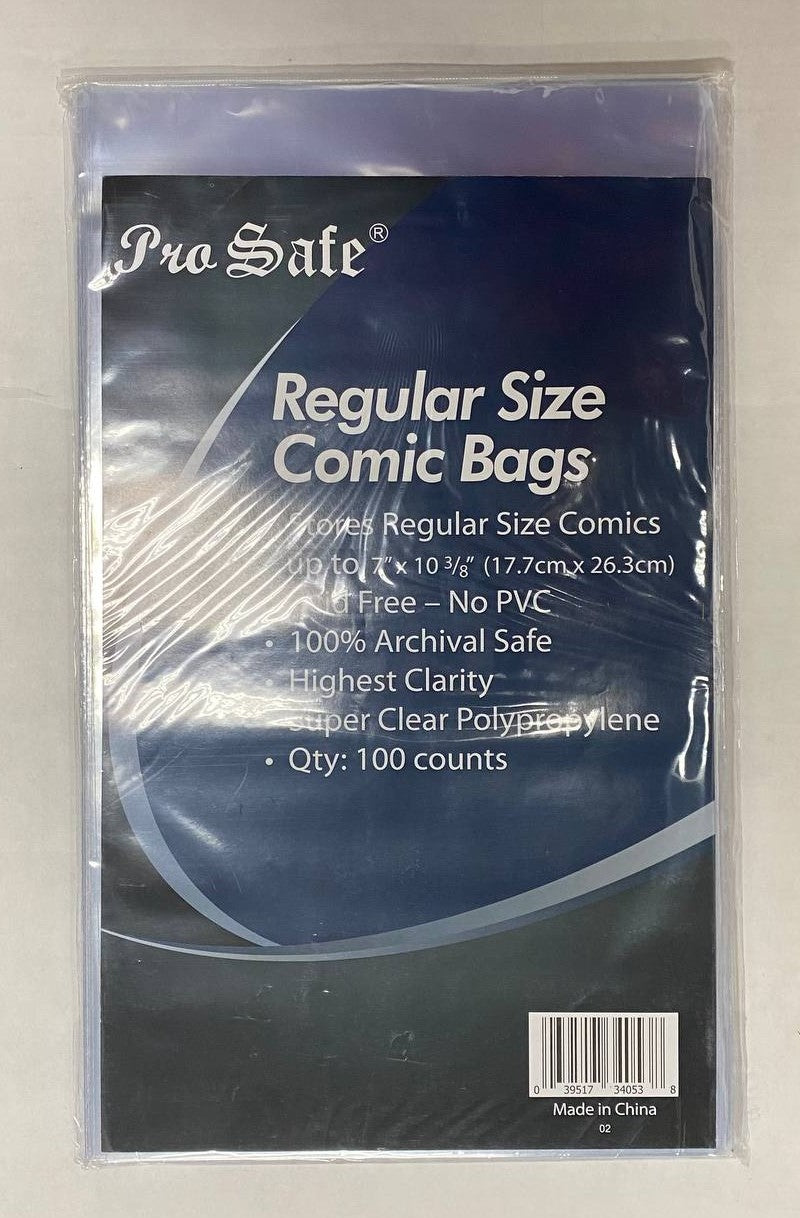 Pro Safe®
Regular Size
Comic Bags
Stores Regular Size Comics
up to 7" x 10 3/8" (17.7cm x 26.3cm)
Free – No PVC
• 100% Archival Safe
• Highest Clarity
Super Clear Polypropylene
• Qty: 100 counts
0 39517 34053 8
Made in China
02